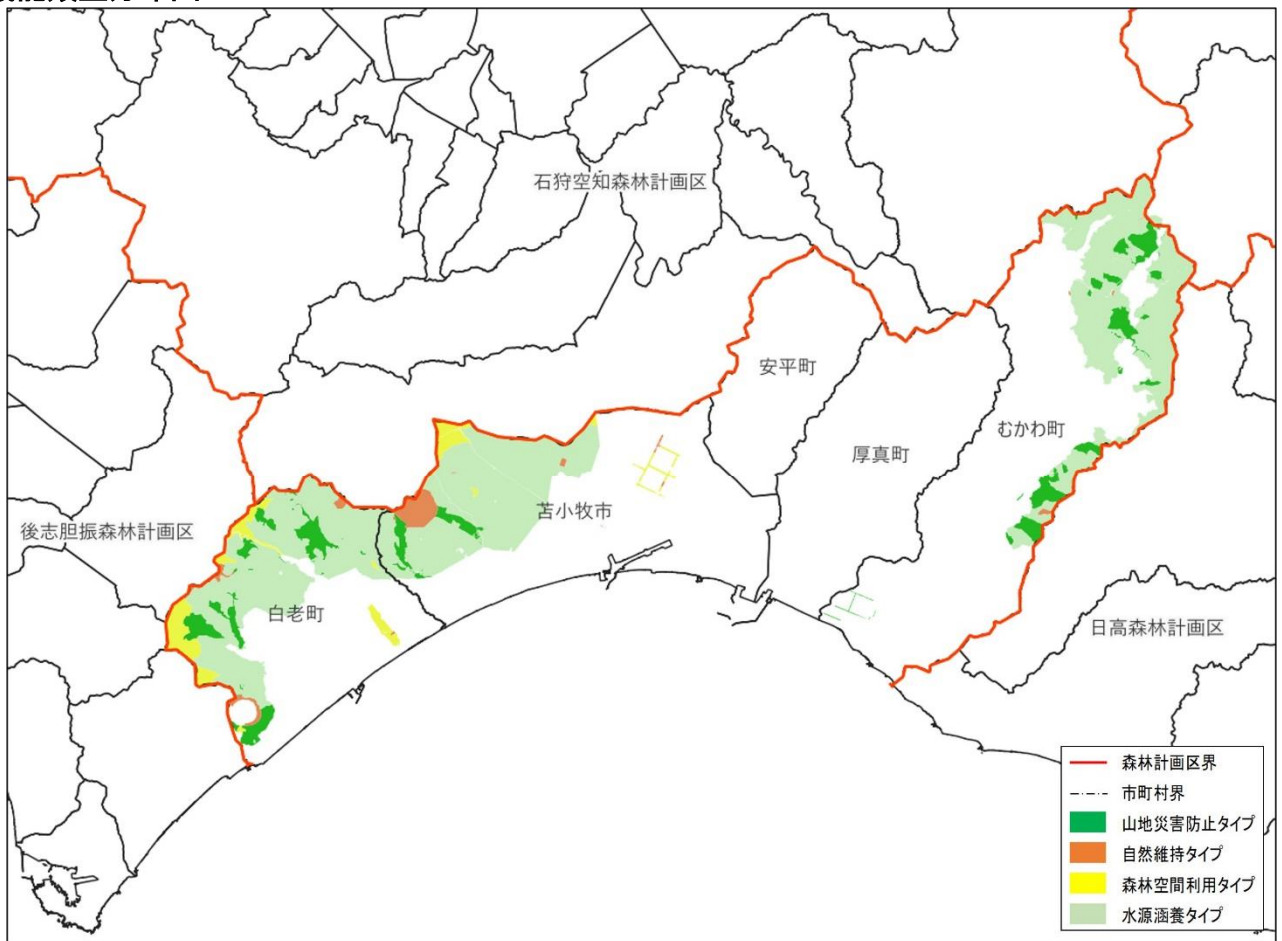 石狩空知森林計画区
安平町
むかわ町
厚真町
苫小牧市
後志胆振森林計画区
白老町
日高森林計画区
森林計画区界
市町村界
山地災害防止タイプ
自然維持タイプ
森林空間利用タイプ
水源涵養タイプ